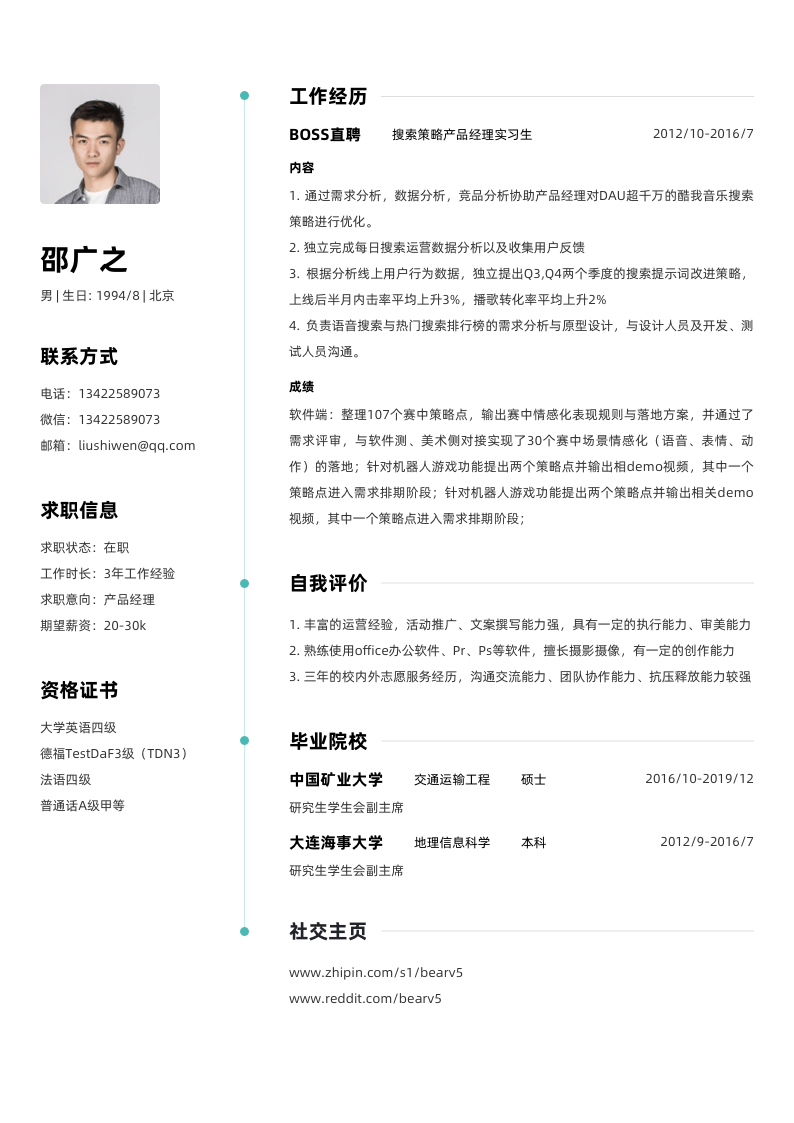 邵广之
男 | 生日: 1994/8 | 北京
联系方式
电话：13422589073
微信：13422589073
邮箱：liushiwen@qq.com
求职信息
求职状态：在职
工作时长：3年工作经验
求职意向：产品经理
期望薪资：20-30k
资格证书
大学英语四级
德福TestDaF3级（TDN3）
法语四级
普通话A级甲等
工作经历
BOSS直聘 搜索策略产品经理实习生 2012/10-2016/7
内容
1. 通过需求分析，数据分析，竞品分析协助产品经理对DAU超千万的酷我音乐搜索
策略进行优化。
2. 独立完成每日搜索运营数据分析以及收集用户反馈
3. 根据分析线上用户行为数据，独立提出Q3,Q4两个季度的搜索提示词改进策略，
上线后半月内击率平均上升3%，播歌转化率平均上升2%
4. 负责语音搜索与热门搜索排行榜的需求分析与原型设计，与设计人员及开发、测
试人员沟通。
成绩
软件端：整理107个赛中策略点，输出赛中情感化表现规则与落地方案，并通过了
需求评审，与软件测、美术侧对接实现了30个赛中场景情感化（语音、表情、动
作）的落地；针对机器人游戏功能提出两个策略点并输出相demo视频，其中一个
策略点进入需求排期阶段；针对机器人游戏功能提出两个策略点并输出相关demo
视频，其中一个策略点进入需求排期阶段；
自我评价
1. 丰富的运营经验，活动推广、文案撰写能力强，具有一定的执行能力、审美能力
2. 熟练使用office办公软件、Pr、Ps等软件，擅长摄影摄像，有一定的创作能力
3. 三年的校内外志愿服务经历，沟通交流能力、团队协作能力、抗压释放能力较强
毕业院校
中国矿业大学 交通运输工程 硕士 2016/10-2019/12
研究生学生会副主席
大连海事大学 地理信息科学 本科 2012/9-2016/7
研究生学生会副主席
社交主页
www.zhipin.com/s1/bearv5
www.reddit.com/bearv5